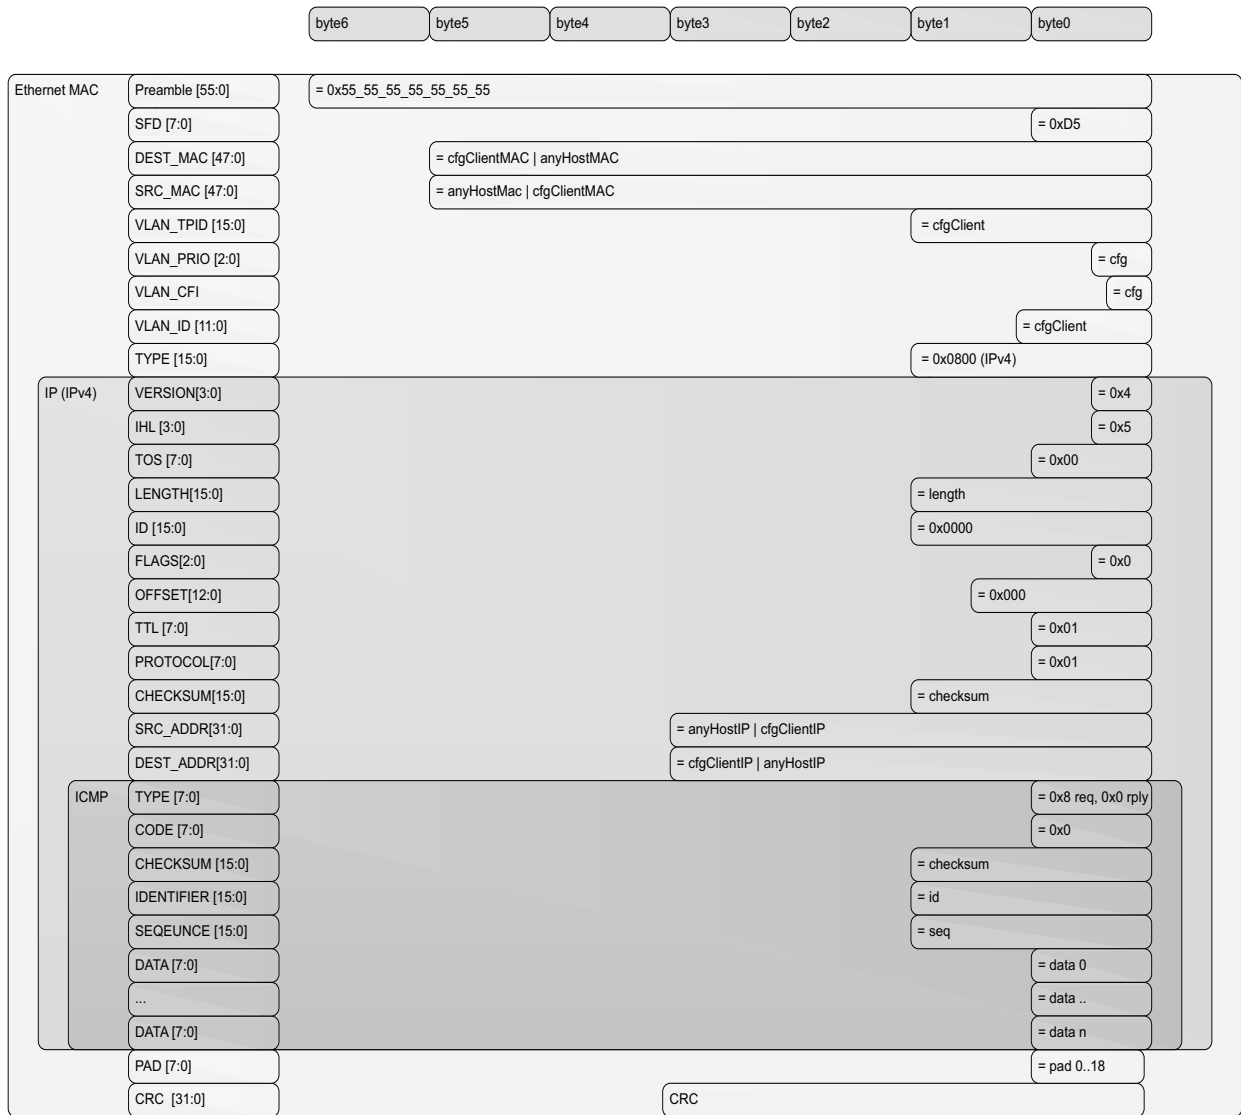 byte6 byte5 byte4 byte3 byte2 byte1 byte0
Ethernet MAC Preamble [55:0] = 0x55_55_55_55_55_55_55
SFD [7:0] = 0xD5
DEST_MAC [47:0] = cfgClientMAC | anyHostMAC
SRC_MAC [47:0] = anyHostMac | cfgClientMAC
VLAN_TPID [15:0] = cfgClient
VLAN_PRIO [2:0] = cfg
VLAN_CFI = cfg
VLAN_ID [11:0] = cfgClient
TYPE [15:0] = 0x0800 (IPv4)
IP (IPv4) VERSION[3:0] = 0x4
IHL [3:0] = 0x5
TOS [7:0] = 0x00
LENGTH[15:0] = length
ID [15:0] = 0x0000
FLAGS[2:0] = 0x0
OFFSET[12:0] = 0x000
TTL [7:0] = 0x01
PROTOCOL[7:0] = 0x01
CHECKSUM[15:0] = checksum
SRC_ADDR[31:0] = anyHostIP | cfgClientIP
DEST_ADDR[31:0] = cfgClientIP | anyHostIP
ICMP TYPE [7:0] = 0x8 req, 0x0 rply
CODE [7:0] = 0x0
CHECKSUM [15:0] = checksum
IDENTIFIER [15:0] = id
SEQEUNCE [15:0] = seq
DATA [7:0] = data 0
... = data ..
DATA [7:0] = data n
PAD [7:0] = pad 0..18
CRC [31:0] CRC